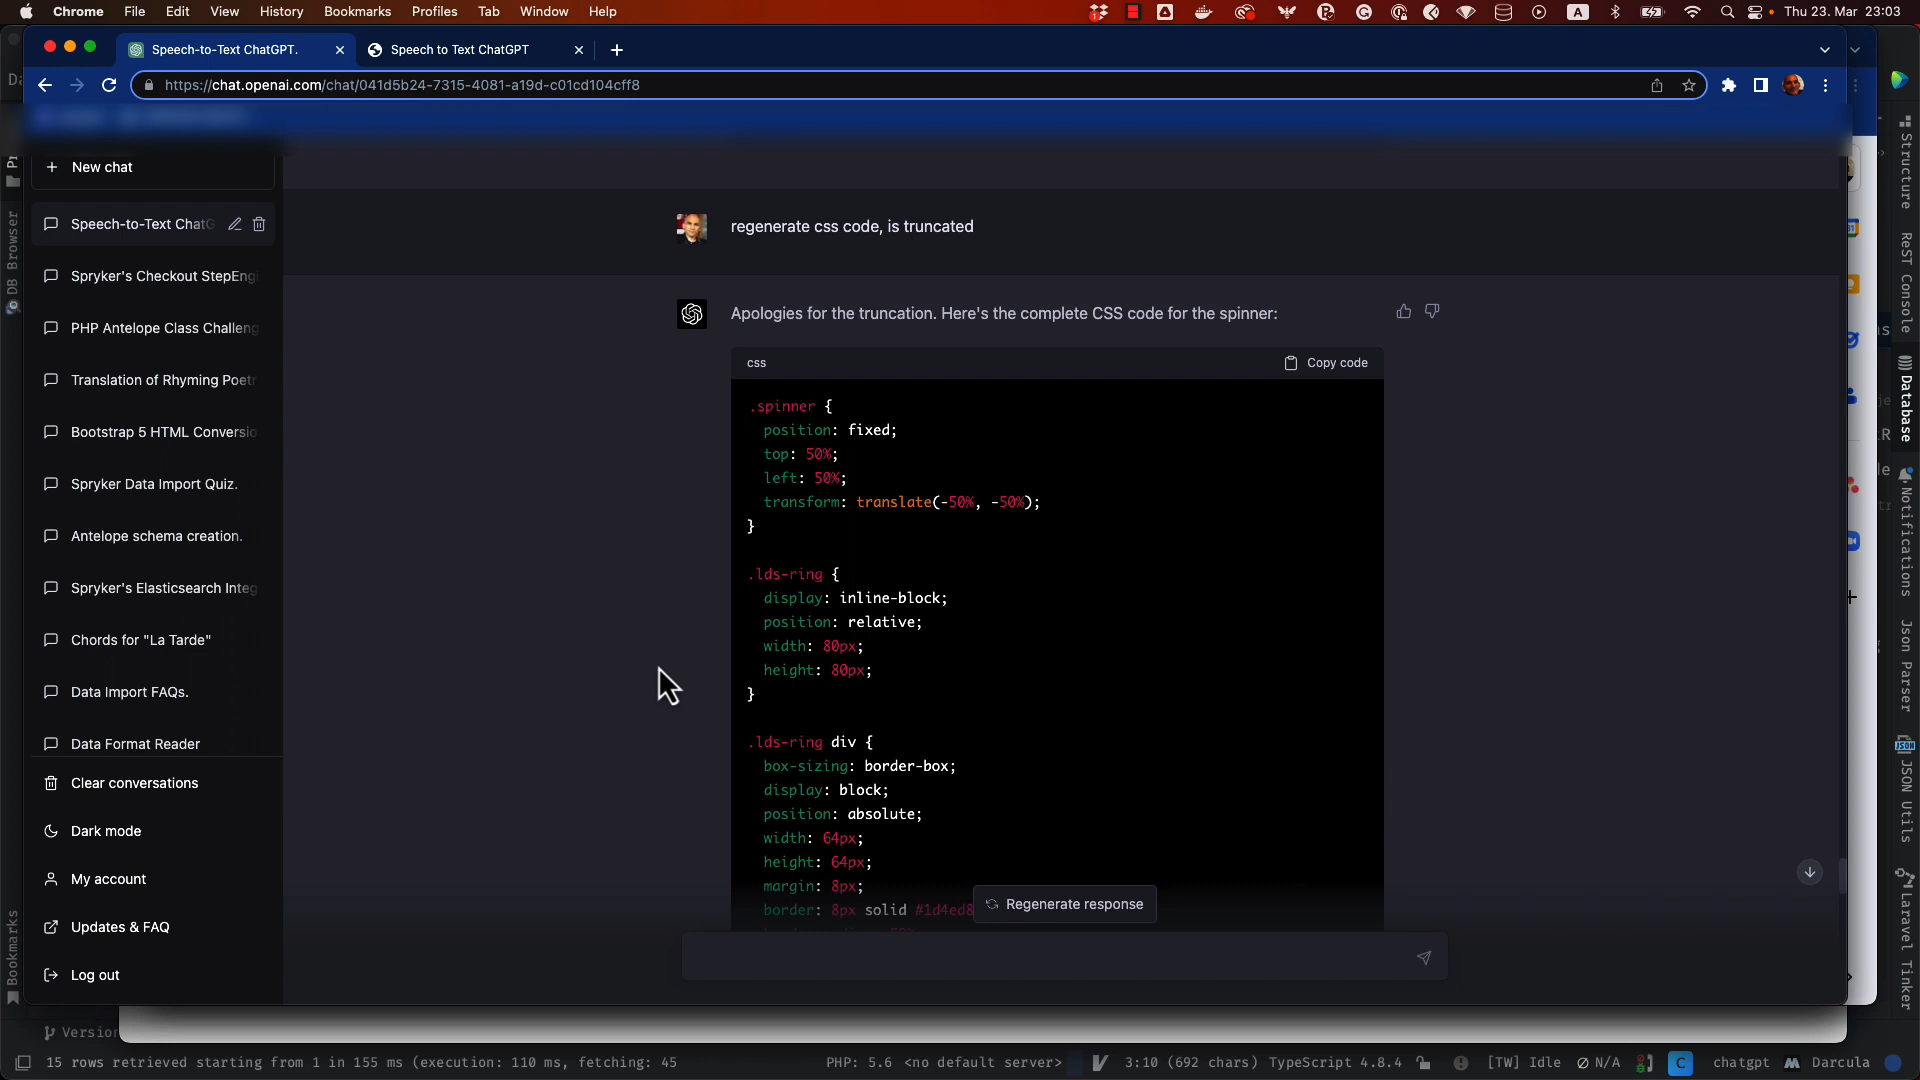 Chrome File Edit View History Bookmarks Profiles Tab Window Help
Thu 23. Mar 23:03
Speech-to-Text ChatGPT.
Speech to Text ChatGPT
https://chat.openai.com/chat/041d5b24-7315-4081-a19d-c01cd104cff8
New chat
Speech-to-Text ChatG
Spryker's Checkout StepEngi
PHP Antelope Class Challeng
Translation of Rhyming Poetr
Bootstrap 5 HTML Conversio
Spryker Data Import Quiz.
Antelope schema creation.
Spryker's Elasticsearch Integ
Chords for "La Tarde"
Data Import FAQs.
Data Format Reader
Clear conversations
Dark mode
My account
Updates & FAQ
Log out
regenerate css code, is truncated
Apologies for the truncation. Here's the complete CSS code for the spinner:
css
Copy code
.spinner {
position: fixed;
top: 50%;
left: 50%;
transform: translate(-50%, -50%);
}
.lds-ring {
display: inline-block;
position: relative;
width: 80px;
height: 80px;
}
.lds-ring div {
box-sizing: border-box;
display: block;
position: absolute;
width: 64px;
height: 64px;
margin: 8px;
border: 8px solid #1d4ed8
Regenerate response
DB Browser
Bookmarks
Structure
ReST Console
Database
Notifications
Json Parser
JSON Utils
Laravel Tinker
Version
15 rows retrieved starting from 1 in 155 ms (execution: 110 ms, fetching: 45
PHP: 5.6 <no default server>
3:10 (692 chars) TypeScript 4.8.4
[TW] Idle
N/A
C
chatgpt
Darcula